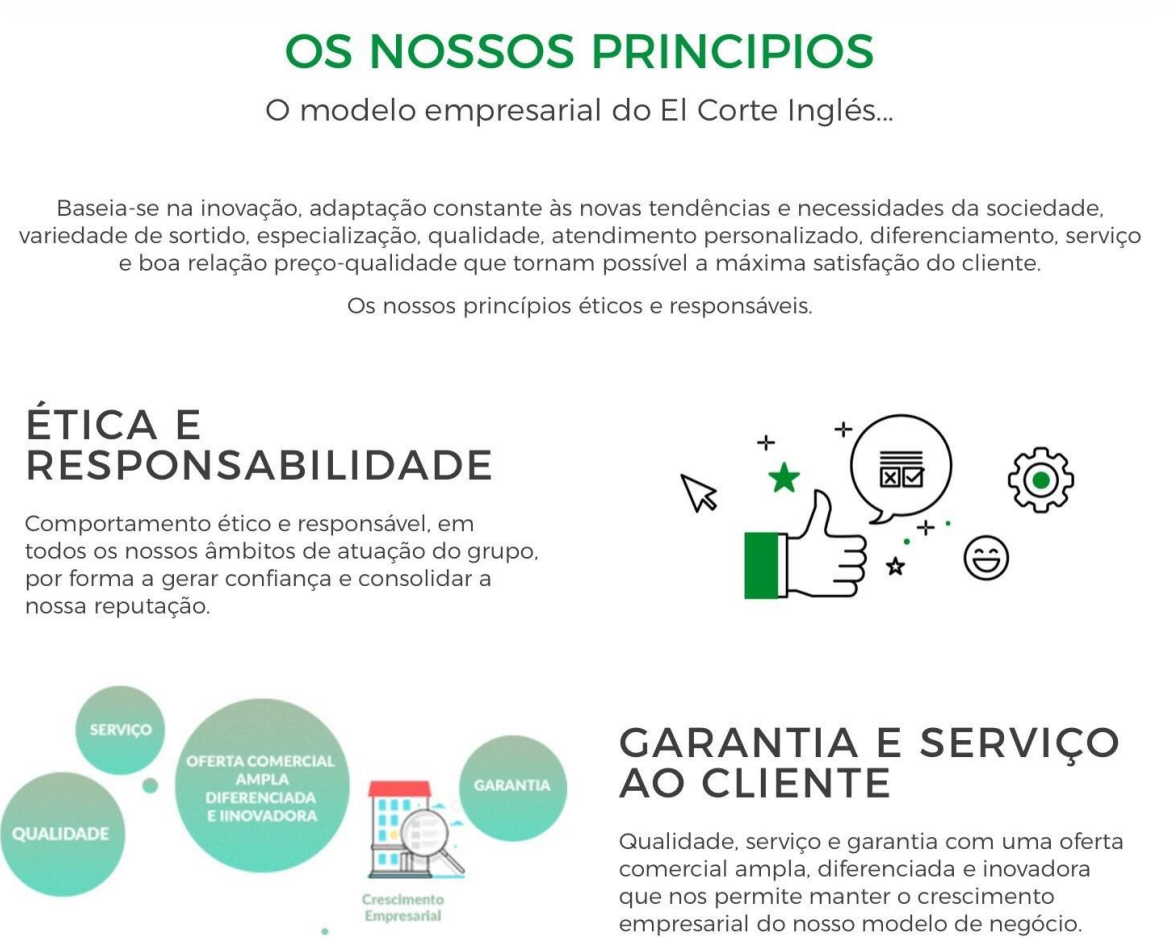 OS NOSSOS PRINCIPIOS
O modelo empresarial do El Corte Inglés...
Baseia-se na inovação, adaptação constante às novas tendências e necessidades da sociedade,
variedade de sortido, especialização, qualidade, atendimento personalizado, diferenciamento, serviço
e boa relação preço-qualidade que tornam possível a máxima satisfação do cliente.
Os nossos princípios éticos e responsáveis.
ÉTICA E
RESPONSABILIDADE
Comportamento ético e responsável, em
todos os nossos âmbitos de atuação do grupo,
por forma a gerar confiança e consolidar a
nossa reputação.
SERVIÇO
OFERTA COMERCIAL
AMPLA
DIFERENCIADA
E IINOVADORA
GARANTIA
QUALIDADE
Crescimento
Empresarial
GARANTIA E SERVIÇO
AO CLIENTE
Qualidade, serviço e garantia com uma oferta
comercial ampla, diferenciada e inovadora
que nos permite manter o crescimento
empresarial do nosso modelo de negócio.